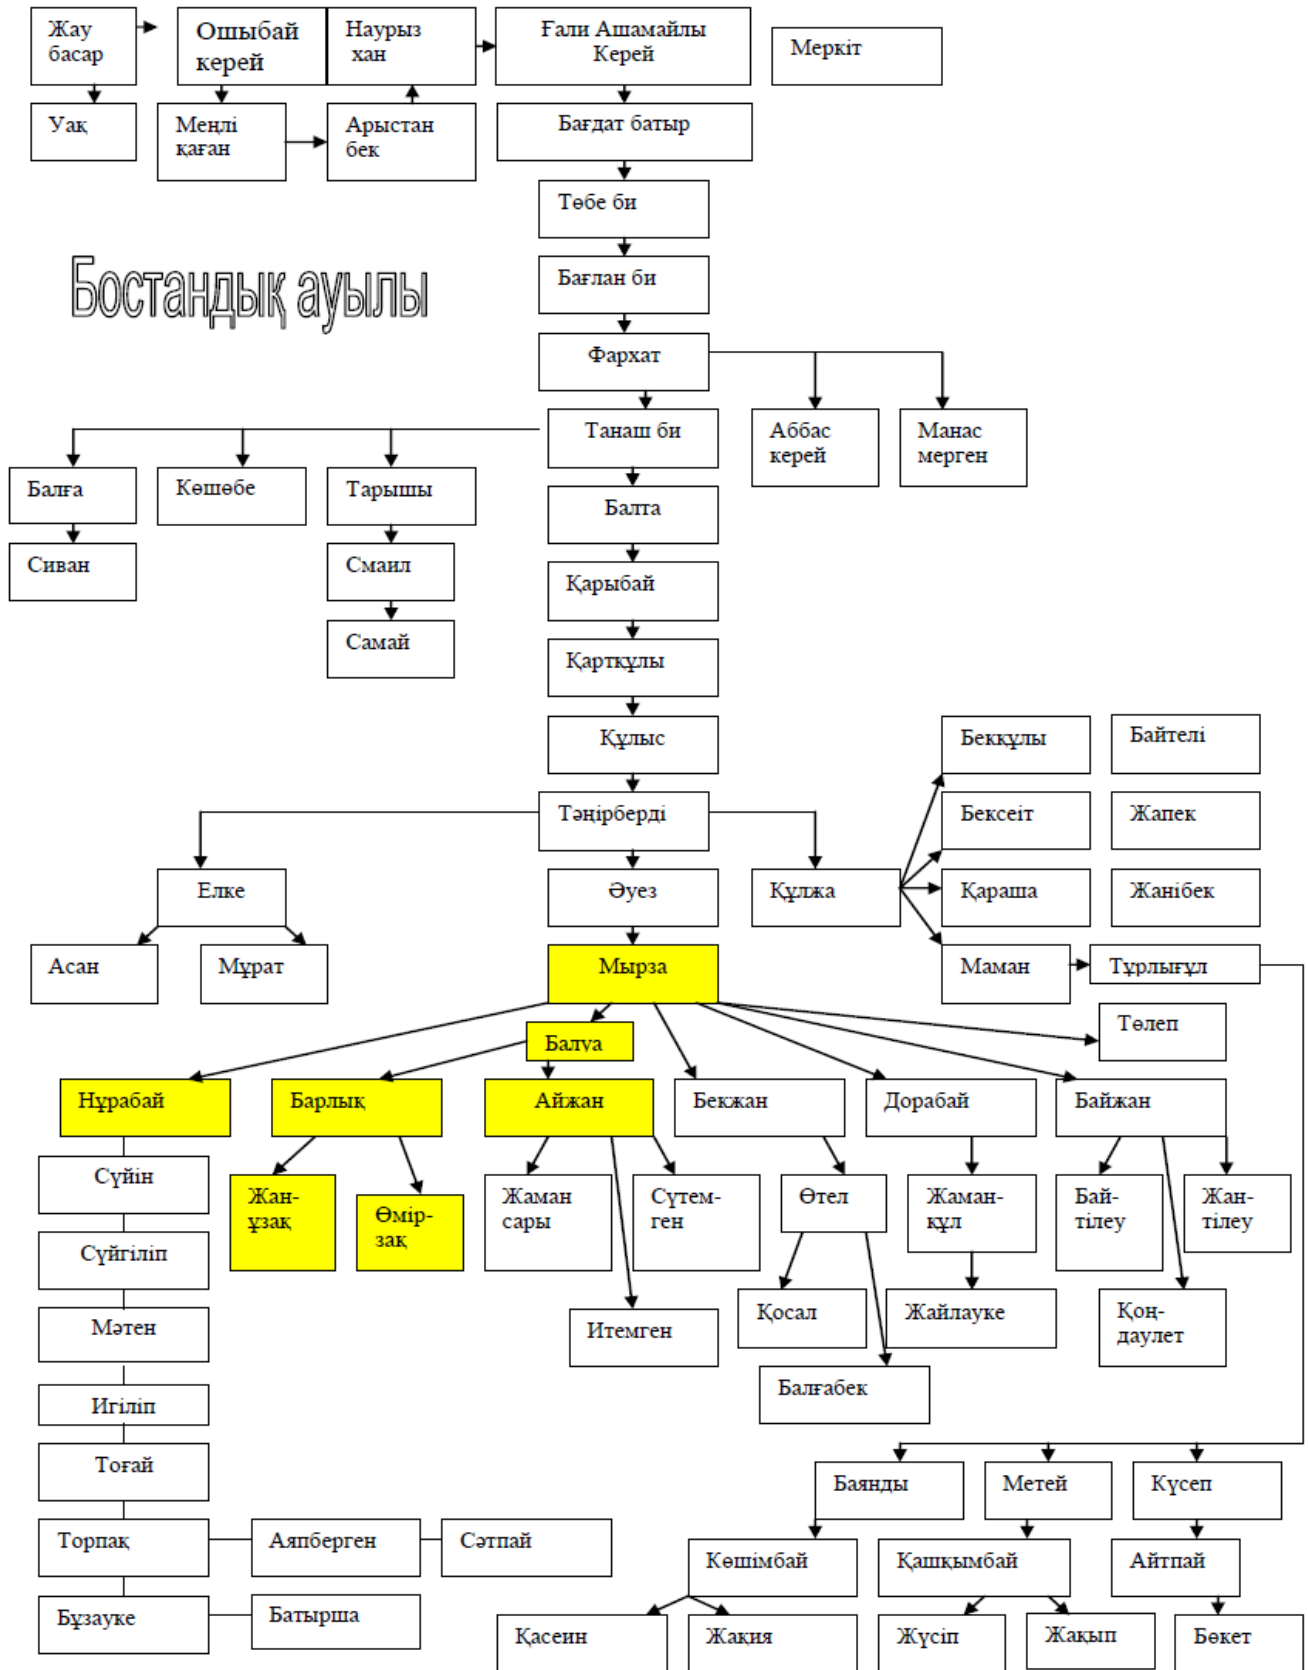 Жау
басар
Ошыбай
керей
Наурыз
хан
Ғали Ашамайлы
Керей
Меркіт
Уақ
Меңлі
қаған
Арыстан
бек
Бағдат батыр
Төбе би
Бағлан би
Бостандық ауылы
Фархат
Танаш би
Аббас
керей
Манас
мерген
Балға
Көшөбе
Тарышы
Балта
Сиван
Смаил
Қарыбай
Самай
Қартқұлы
Құлыс
Бекқұлы
Байтелі
Тәңірберді
Бексеіт
Жапек
Елке
Әуез
Құлжа
Қараша
Жанібек
Асан
Мұрат
Мырза
Маман
Тұрлығұл
Төлеп
Балуа
Нұрабай
Барлық
Айжан
Бекжан
Дорабай
Байжан
Сүйін
Жан-
ұзақ
Өмір-
зақ
Жаман
сары
Сүтем-
ген
Өтел
Жаман-
құл
Бай-
тілеу
Жан-
тілеу
Сүйгіліп
Мәтен
Итемген
Қосал
Жайлауке
Қоң-
даулет
Игіліп
Балғабек
Тоғай
Баянды
Метей
Күсеп
Торпақ
Аяпберген
Сәтпай
Көшімбай
Қашқымбай
Айтпай
Бұзауке
Батырша
Қасеин
Жақия
Жүсіп
Жақып
Бөкет